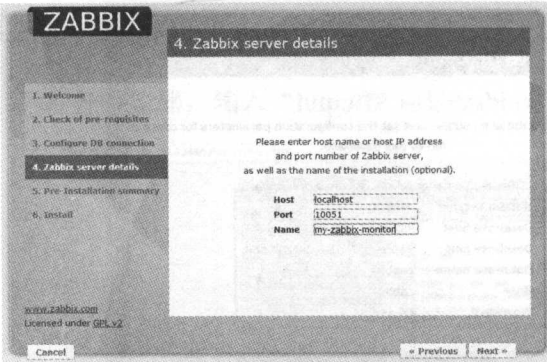 ZABBIX
4. Zabbix server details
1. Welcome
2. Check of pre-requisites
3. Configure DB connection
4. Zabbix server details
5. Pre-Installation summary
6. Install
Please enter host name or host IP address
and port number of Zabbix server,
as well as the name of the installation (optional).
Host localhost
Port 10051
Name my-zabbix-monitor
www.zabbix.com
Licensed under GPL v2
Cancel
« Previous
Next »